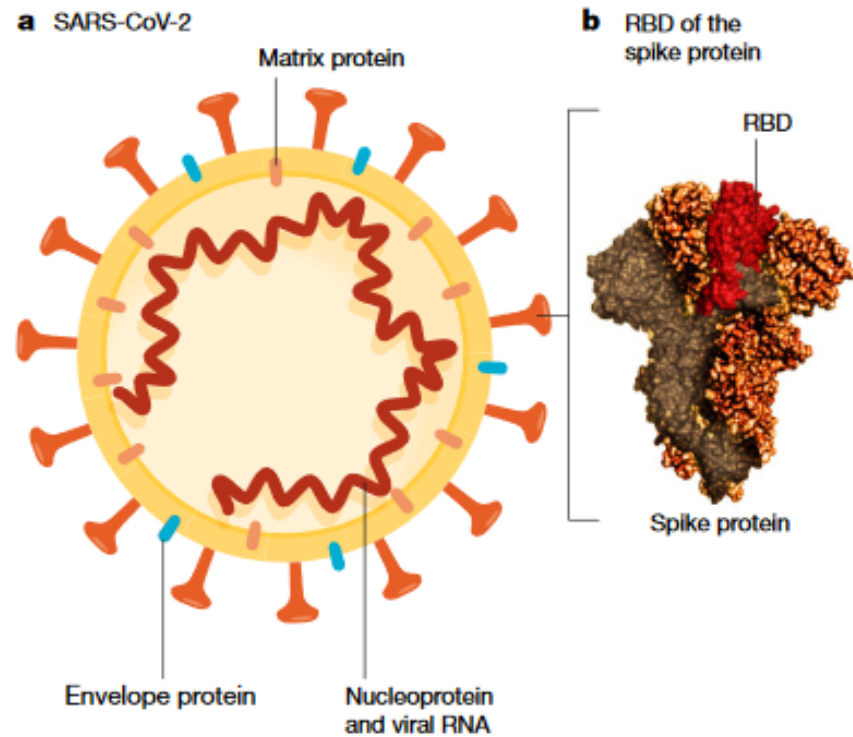 a SARS-CoV-2
Matrix protein
Envelope protein
Nucleoprotein
and viral RNA
b RBD of the
spike protein
RBD
Spike protein